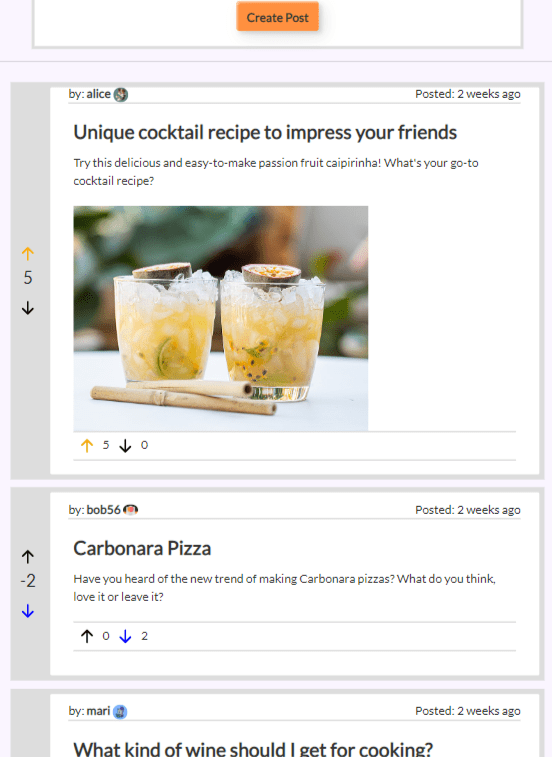 Create Post
by: alice
Posted: 2 weeks ago
Unique cocktail recipe to impress your friends
Try this delicious and easy-to-make passion fruit caipirinha! What's your go-to
cocktail recipe?
5
5 0
by: bob56
Posted: 2 weeks ago
Carbonara Pizza
Have you heard of the new trend of making Carbonara pizzas? What do you think,
love it or leave it?
-2
0 2
by: mari
Posted: 2 weeks ago
What kind of wine should I get for cooking?